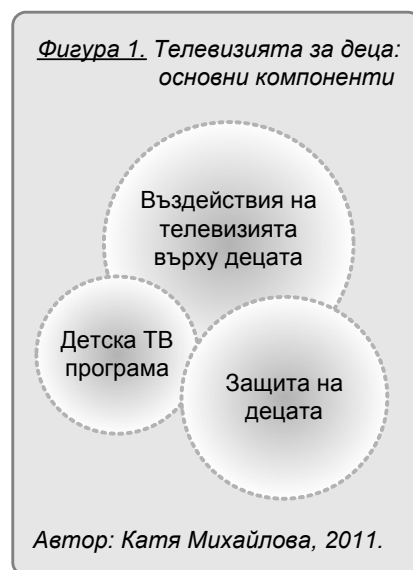 Фигура 1. Телевизията за деца:
основни компоненти
Въздействия на
телевизията
върху децата
Детска ТВ
програма
Защита на
децата
Автор: Катя Михайлова, 2011.